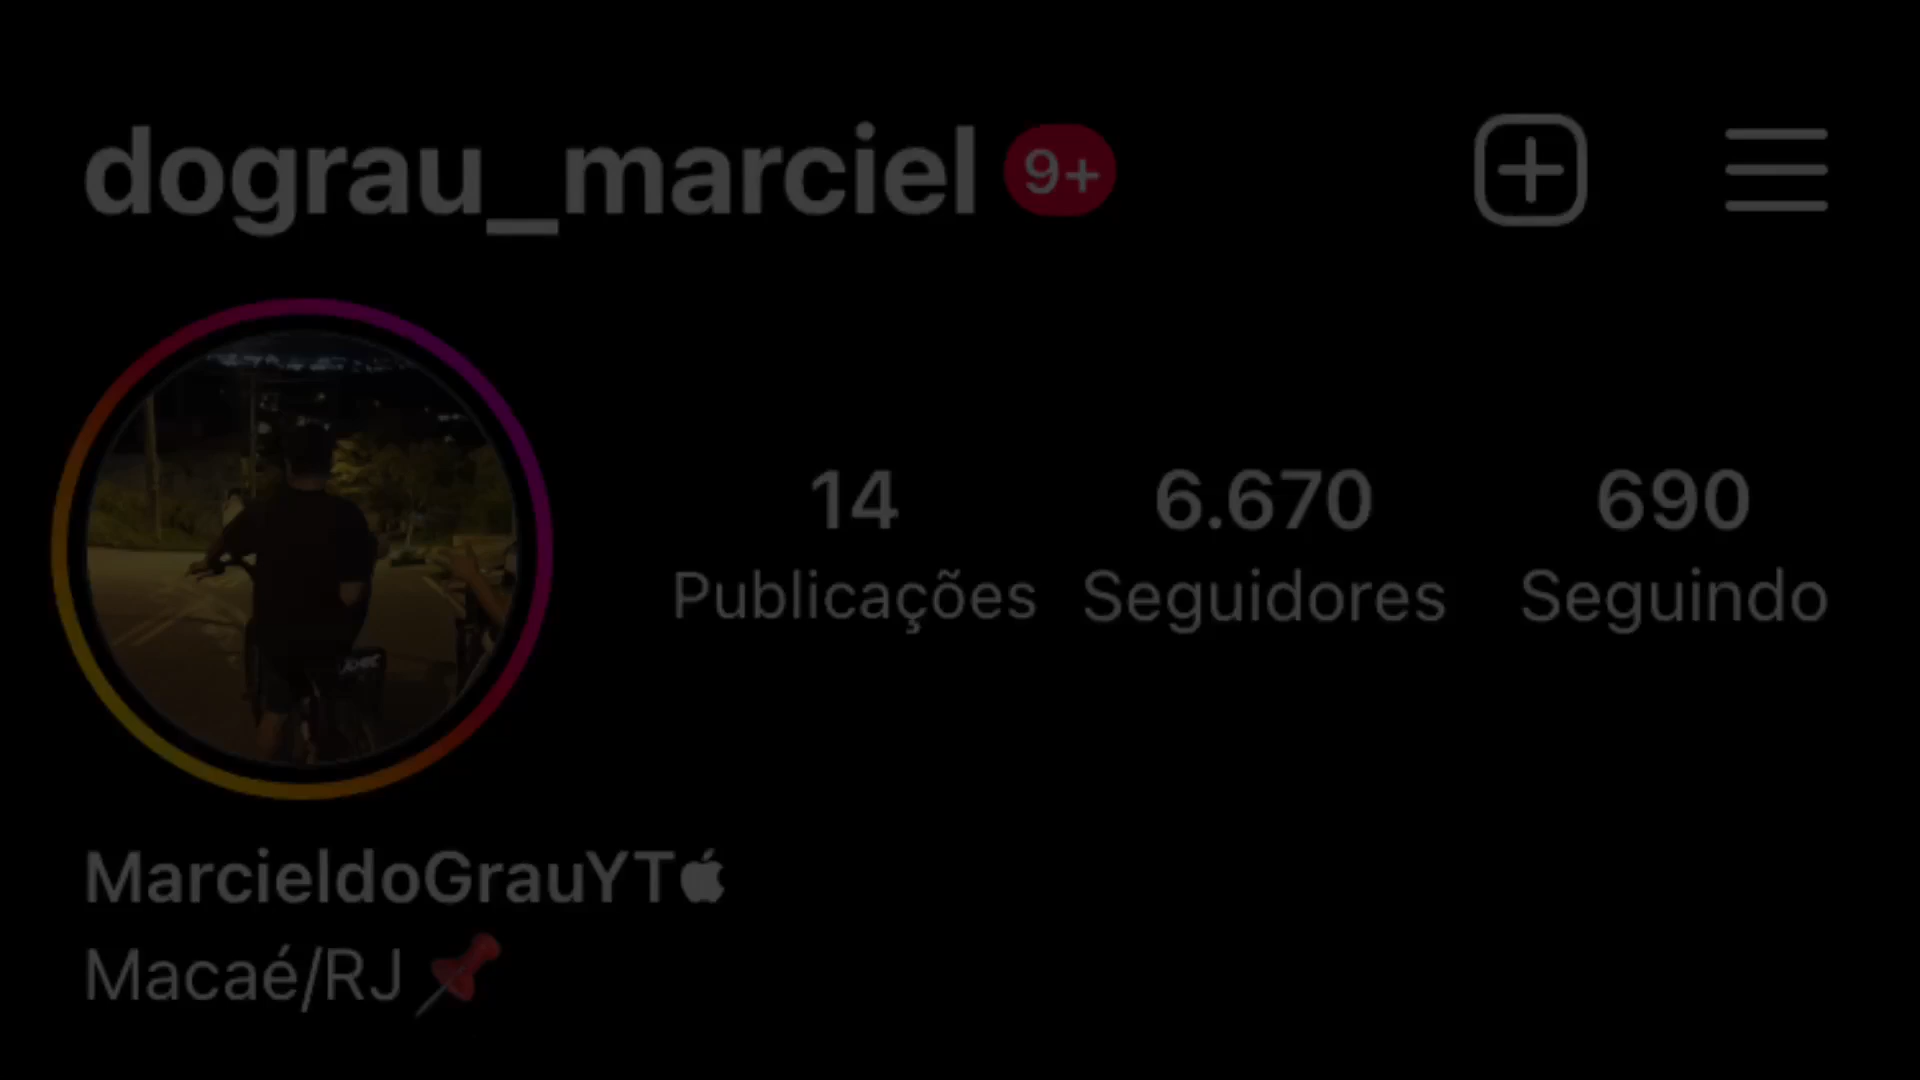 dograu_marciel 9+
14 6.670 690
Publicações Seguidores Seguindo
MarcieldoGrauYT
Macaé/RJ 📌